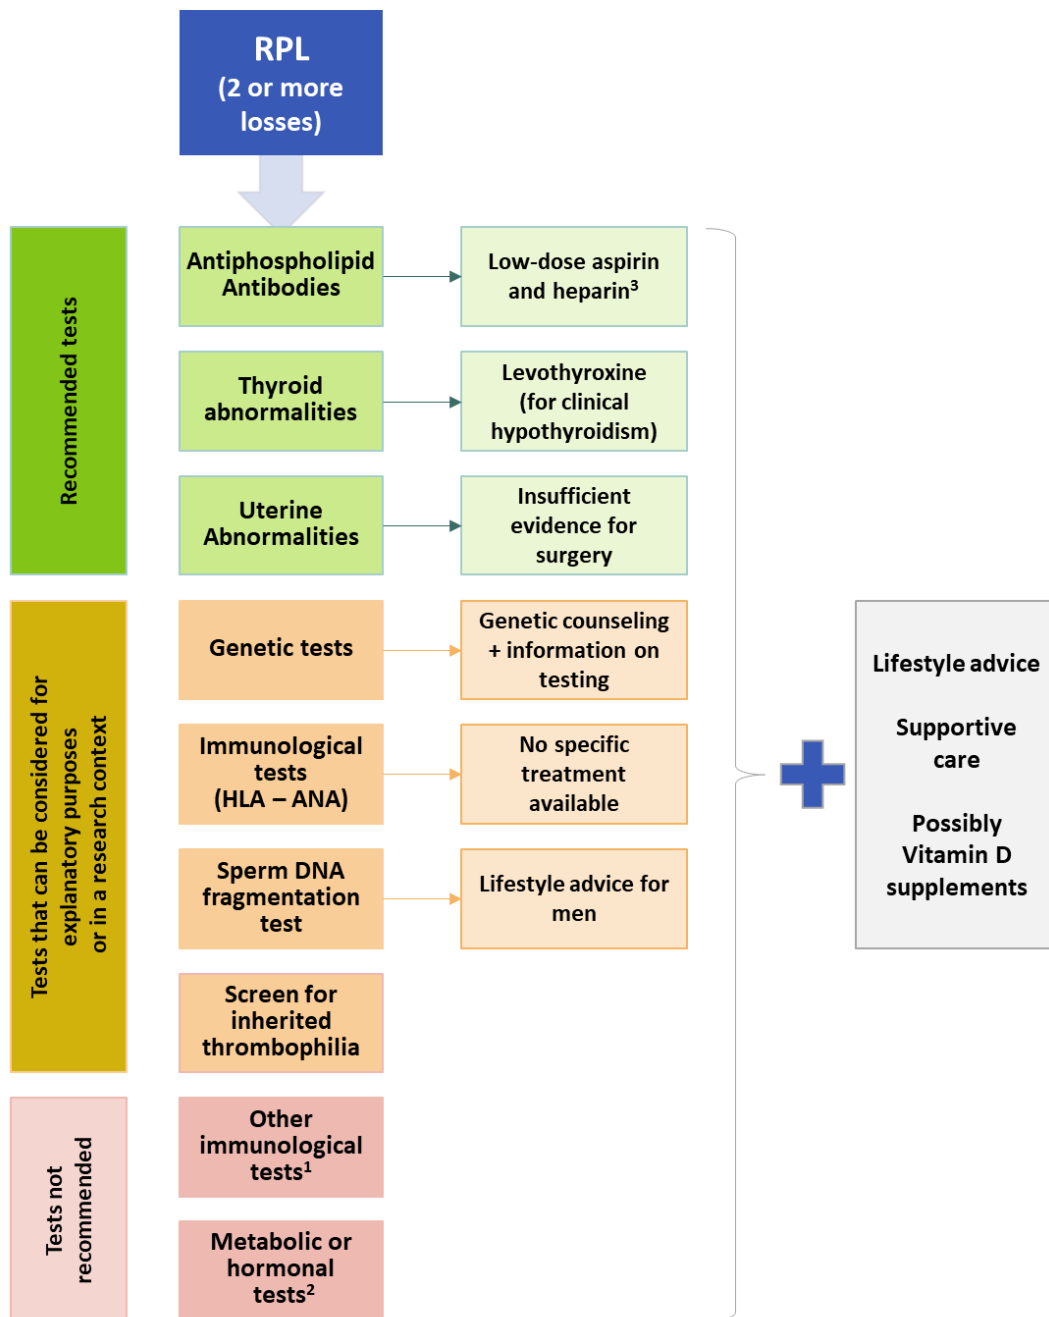 RPL
(2 or more
losses)
Recommended tests
Antiphospholipid
Antibodies
Low-dose aspirin
and heparin³
Thyroid
abnormalities
Levothyroxine
(for clinical
hypothyroidism)
Uterine
Abnormalities
Insufficient
evidence for
surgery
Tests that can be considered for
explanatory purposes
or in a research context
Genetic tests
Genetic counseling
+ information on
testing
Immunological
tests
(HLA – ANA)
No specific
treatment
available
Sperm DNA
fragmentation
test
Lifestyle advice for
men
Screen for
inherited
thrombophilia
Tests not
recommended
Other
immunological
tests¹
Metabolic or
hormonal
tests²
Lifestyle advice
Supportive
care
Possibly
Vitamin D
supplements